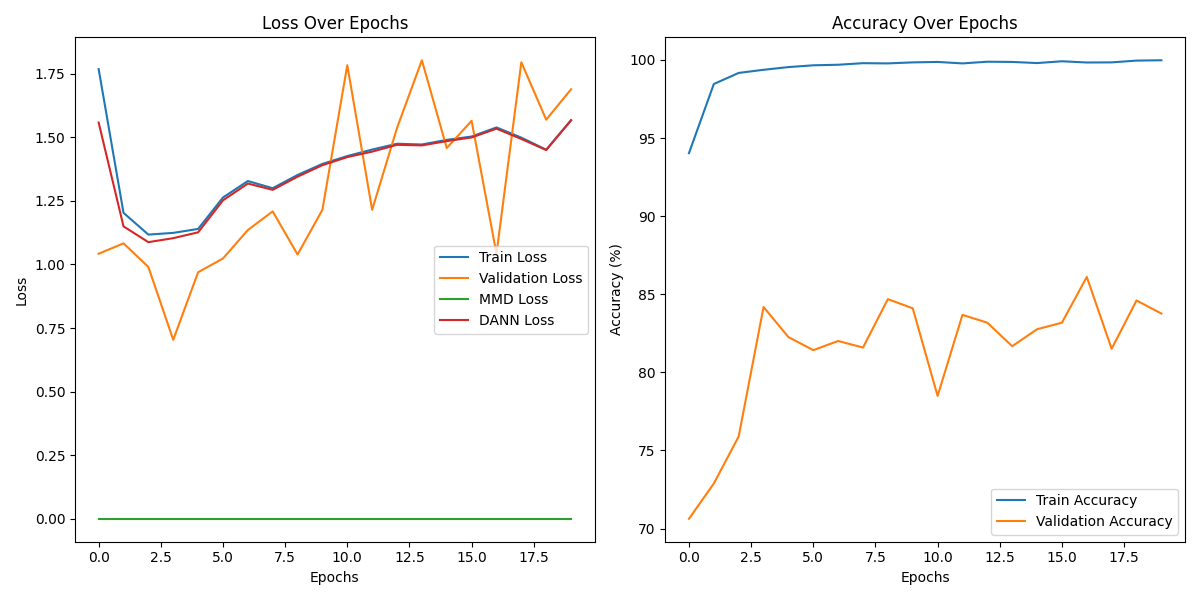 Loss Over Epochs
Loss
1.75
1.50
1.25
1.00
0.75
0.50
0.25
0.00
0.0 2.5 5.0 7.5 10.0 12.5 15.0 17.5
Epochs
Train Loss
Validation Loss
MMD Loss
DANN Loss
Accuracy Over Epochs
Accuracy (%)
100
95
90
85
80
75
70
0.0 2.5 5.0 7.5 10.0 12.5 15.0 17.5
Epochs
Train Accuracy
Validation Accuracy